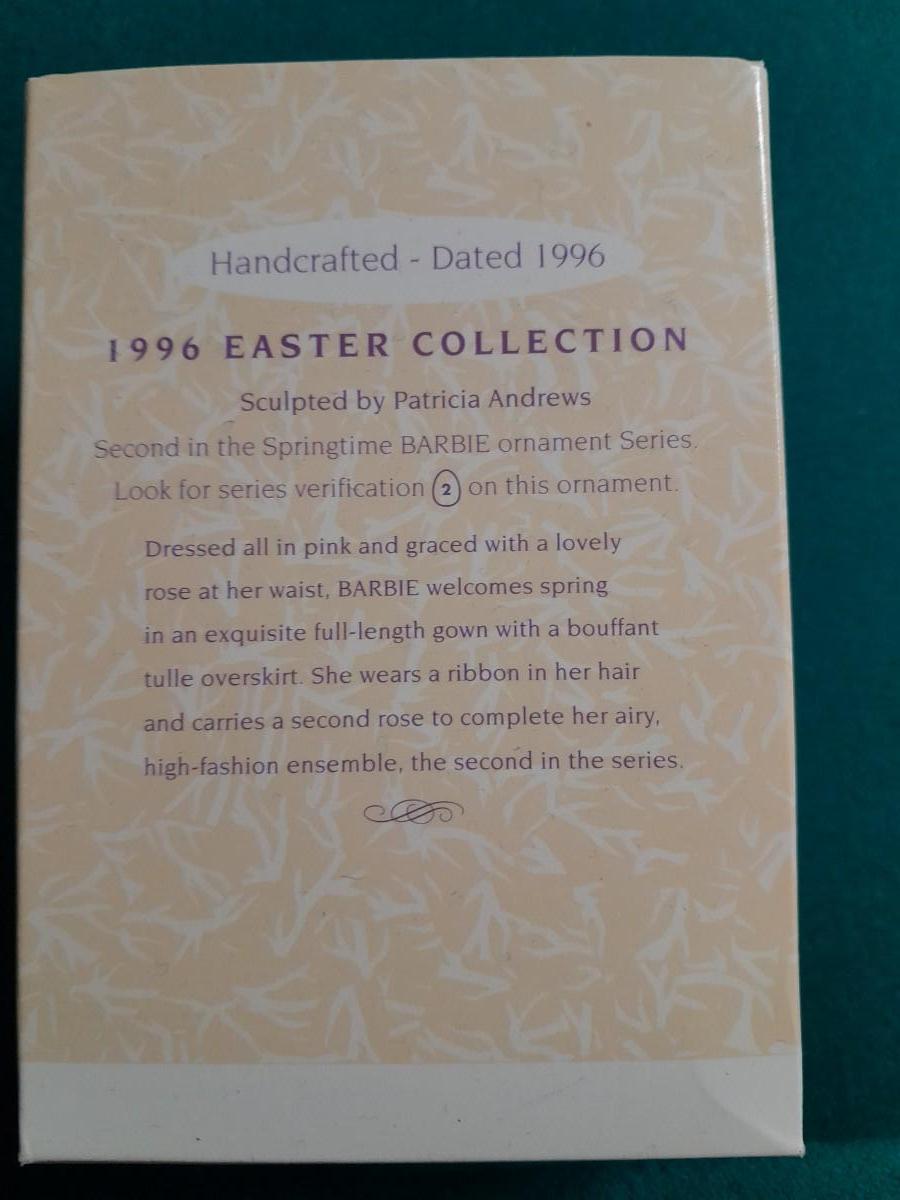 Handcrafted - Dated 1996
1996 EASTER COLLECTION
Sculpted by Patricia Andrews
Second in the Springtime BARBIE ornament Series.
Look for series verification 2 on this ornament.
Dressed all in pink and graced with a lovely
rose at her waist, BARBIE welcomes spring
in an exquisite full-length gown with a bouffant
tulle overskirt. She wears a ribbon in her hair
and carries a second rose to complete her airy,
high-fashion ensemble, the second in the series.